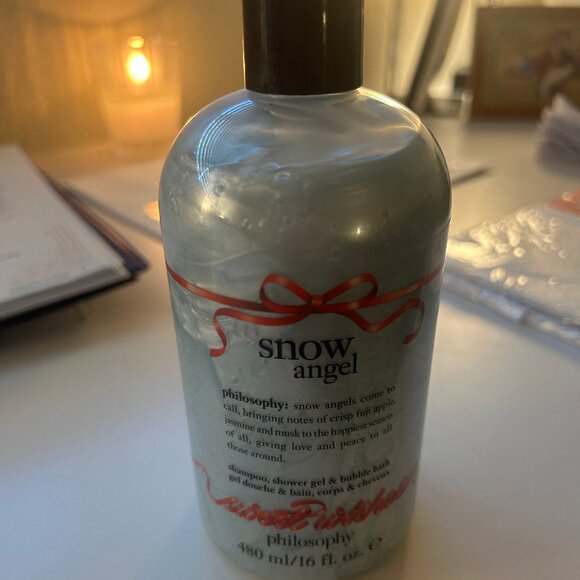 snow
angel
philosophy: snow angels come to
call, bringing notes of crisp fuji apple,
jasmine and musk to the happiest season
of all, giving love and peace to all
those around.
shampoo, shower gel & bubble bath
gel douche & bain, corps & cheveux
sweet wishes
philosophy
480 ml/16 fl. oz. ℮